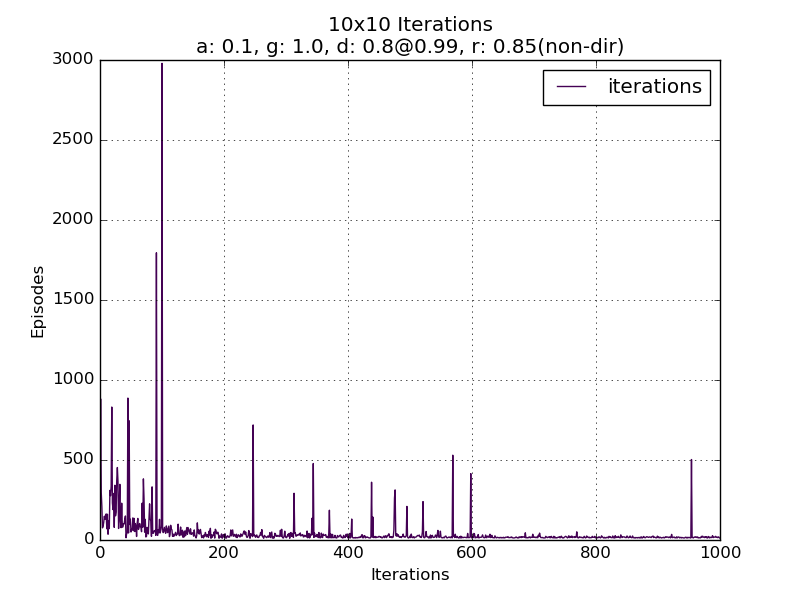 10x10 Iterations
a: 0.1, g: 1.0, d: 0.8@0.99, r: 0.85(non-dir)
3000
iterations
2500
2000
1500
Episodes
1000
500
0
0 200 400 600 800 1000
Iterations